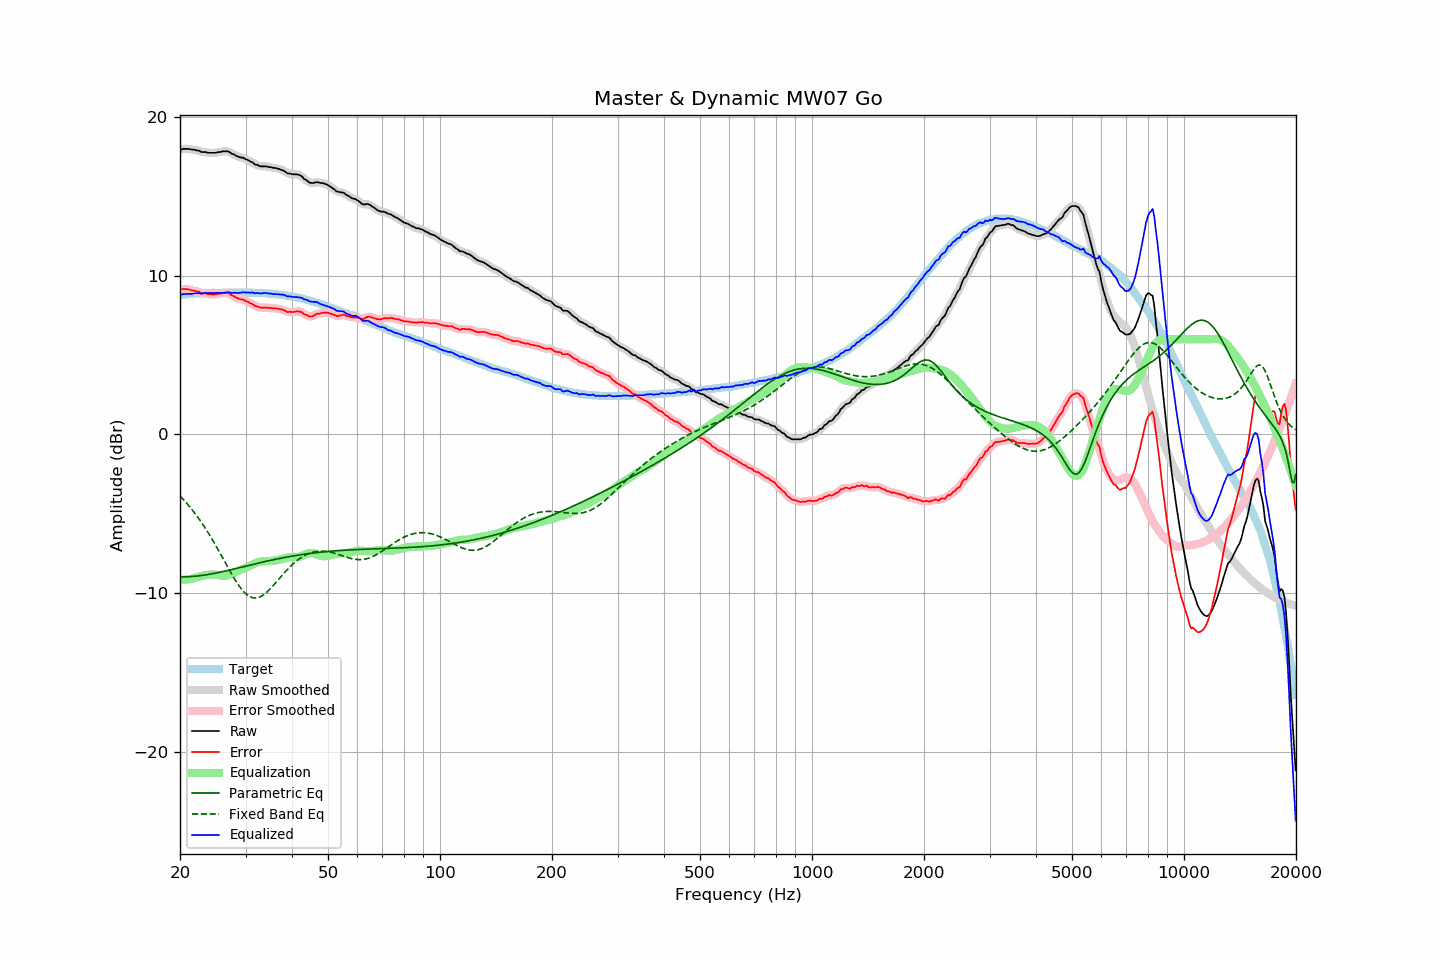 Master & Dynamic MW07 Go
20
10
0
−10
−20
Amplitude (dBr)
Target
Raw Smoothed
Error Smoothed
Raw
Error
Equalization
Parametric Eq
Fixed Band Eq
Equalized
20 50 100 200 500 1000 2000 5000 10000 20000
Frequency (Hz)